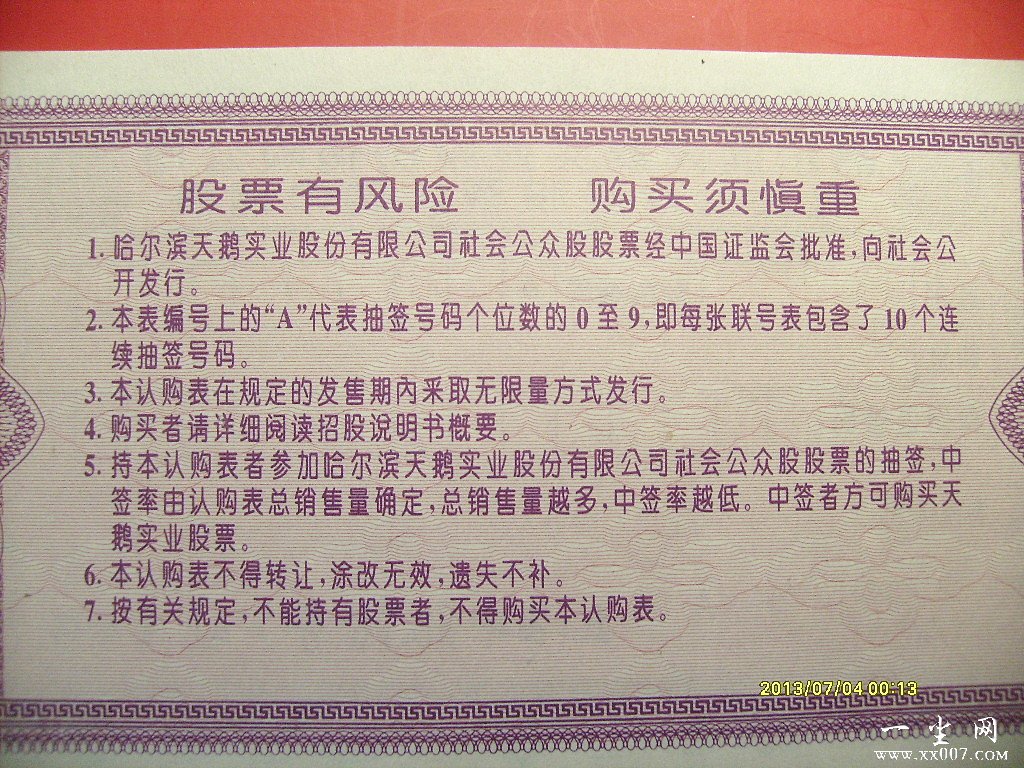 股票有风险 购买须慎重
1. 哈尔滨天鹅实业股份有限公司社会公众股股票经中国证监会批准,向社会公
开发行。
2. 本表编号上的“A”代表抽签号码个位数的 0 至 9,即每张联号表包含了 10 个连
续抽签号码。
3. 本认购表在规定的发售期内采取无限量方式发行。
4. 购买者请详细阅读招股说明书概要。
5. 持本认购表者参加哈尔滨天鹅实业股份有限公司社会公众股股票的抽签,中
签率由认购表总销售量确定,总销售量越多,中签率越低。中签者方可购买天
鹅实业股票。
6. 本认购表不得转让,涂改无效,遗失不补。
7. 按有关规定,不能持有股票者,不得购买本认购表。
2013/07/04 00:13
一生网
www.xx007.com